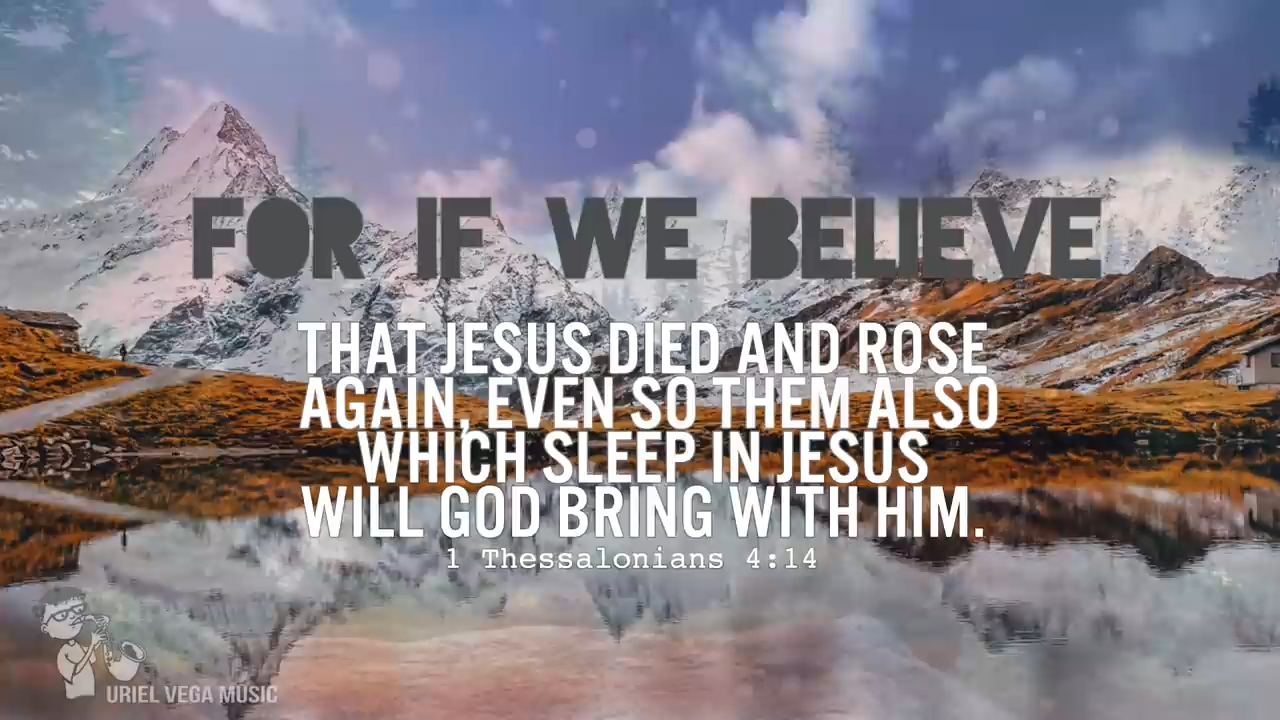 FOR IF WE BELIEVE
THAT JESUS DIED AND ROSE
AGAIN, EVEN SO THEM ALSO
WHICH SLEEP IN JESUS
WILL GOD BRING WITH HIM.
1 Thessalonians 4:14
URIEL VEGA MUSIC